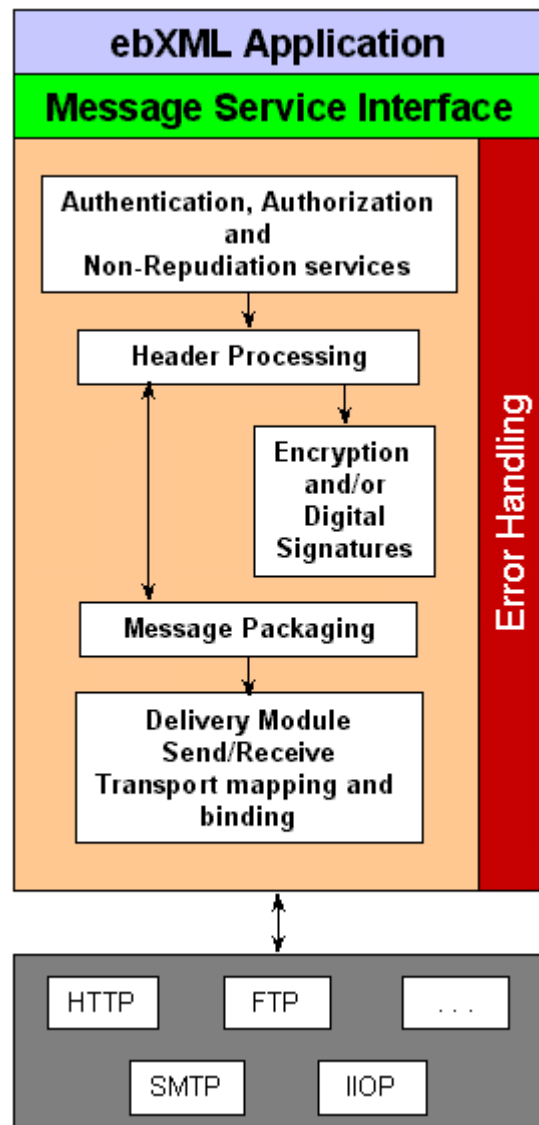 ebXML Application
Message Service Interface
Authentication, Authorization
and
Non-Repudiation services
Header Processing
Encryption
and/or
Digital
Signatures
Message Packaging
Delivery Module
Send/Receive
Transport mapping and
binding
Error Handling
HTTP
FTP
. . .
SMTP
IIOP